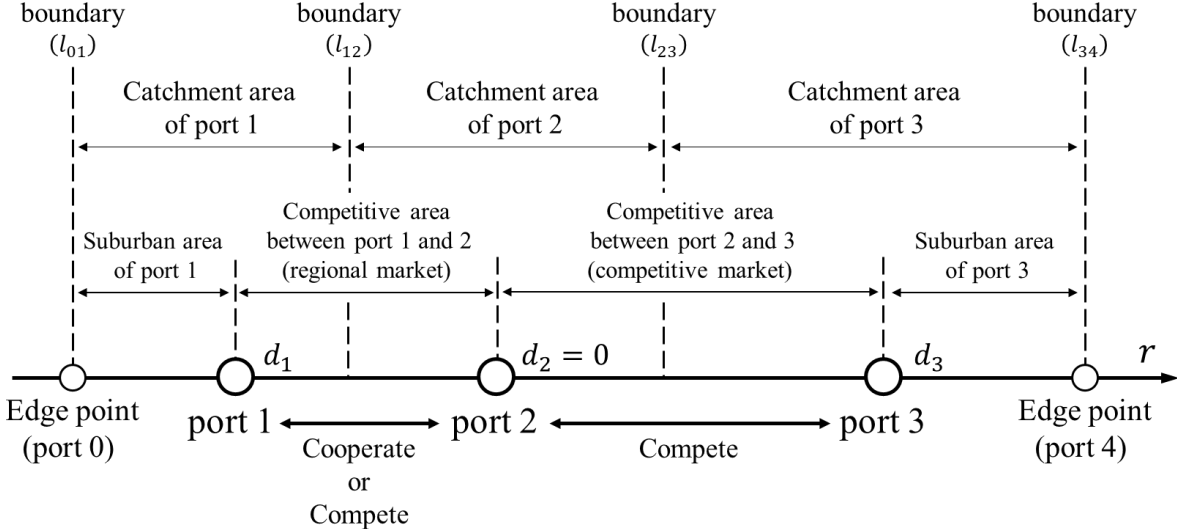 boundary
(l₀₁)
boundary
(l₁₂)
boundary
(l₂₃)
boundary
(l₃₄)
Catchment area
of port 1
Catchment area
of port 2
Catchment area
of port 3
Suburban area
of port 1
Competitive area
between port 1 and 2
(regional market)
Competitive area
between port 2 and 3
(competitive market)
Suburban area
of port 3
d₁
d₂ = 0
d₃
r
Edge point
(port 0)
port 1
port 2
port 3
Edge point
(port 4)
Cooperate
or
Compete
Compete